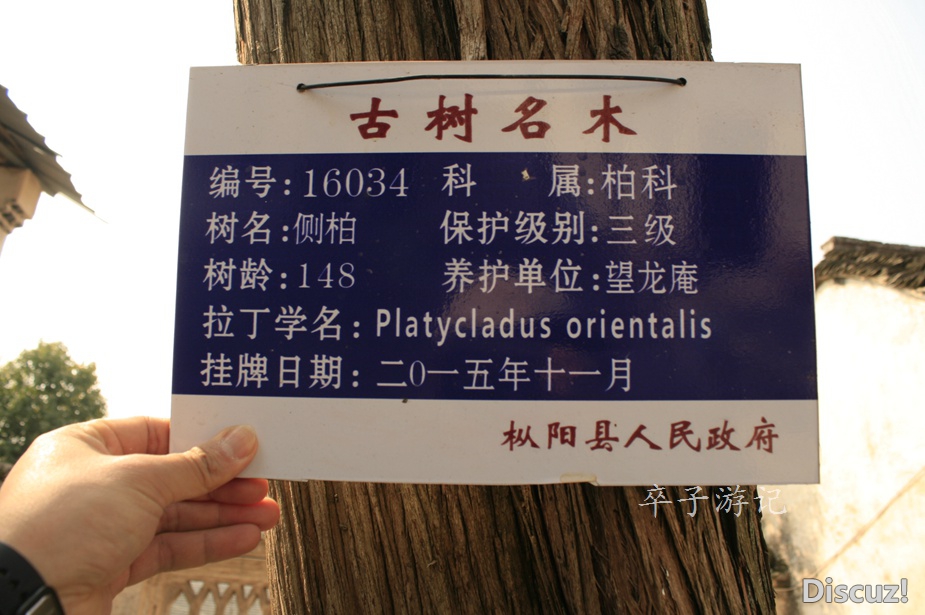 古树名木
编号:16034 科 属:柏科
树名:侧柏 保护级别:三级
树龄:148 养护单位:望龙庵
拉丁学名: Platycladus orientalis
挂牌日期: 二0一五年十一月
枞阳县人民政府
卒子游记
Discuz!